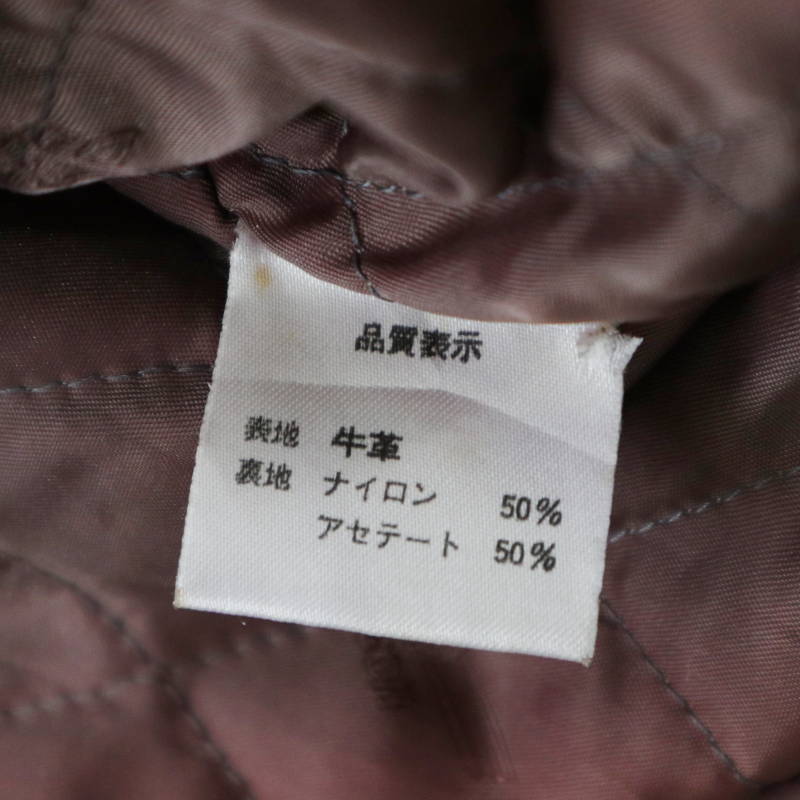 品質表示
表地 牛革
裏地 ナイロン 50%
アセテート 50%